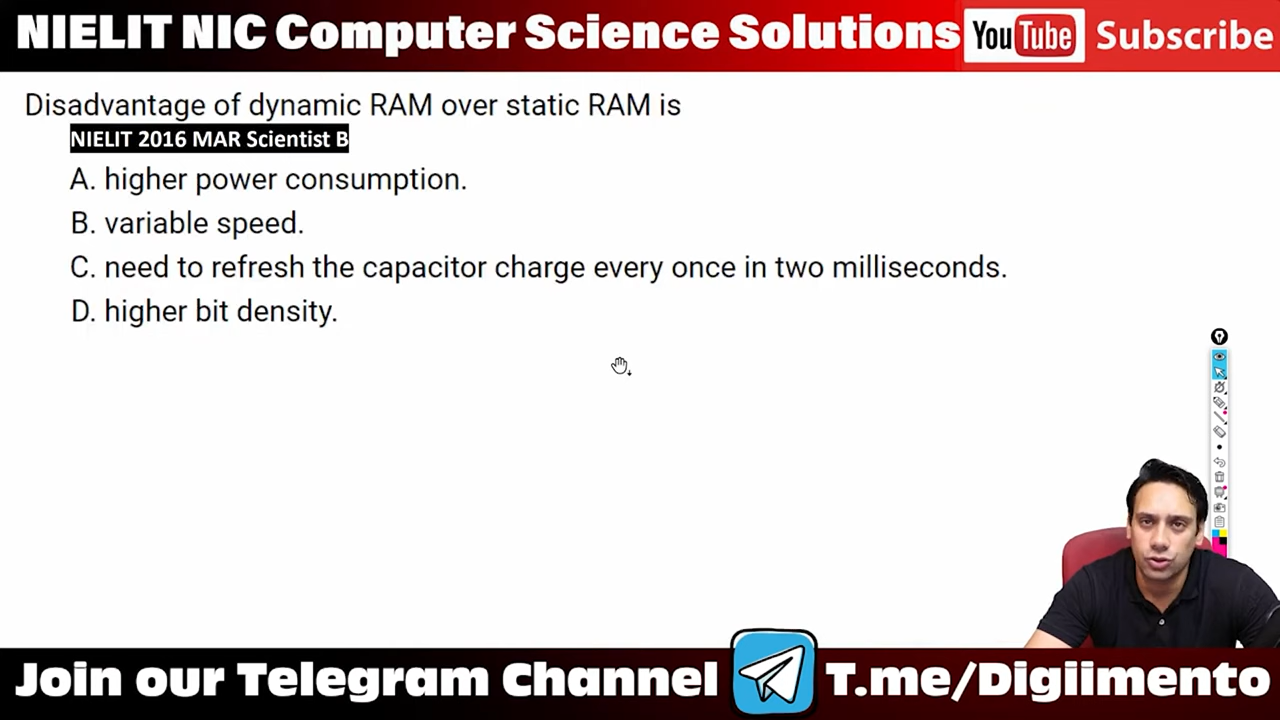 NIELIT NIC Computer Science Solutions YouTube Subscribe
Disadvantage of dynamic RAM over static RAM is
NIELIT 2016 MAR Scientist B
A. higher power consumption.
B. variable speed.
C. need to refresh the capacitor charge every once in two milliseconds.
D. higher bit density.
Join our Telegram Channel T.me/Digiimento